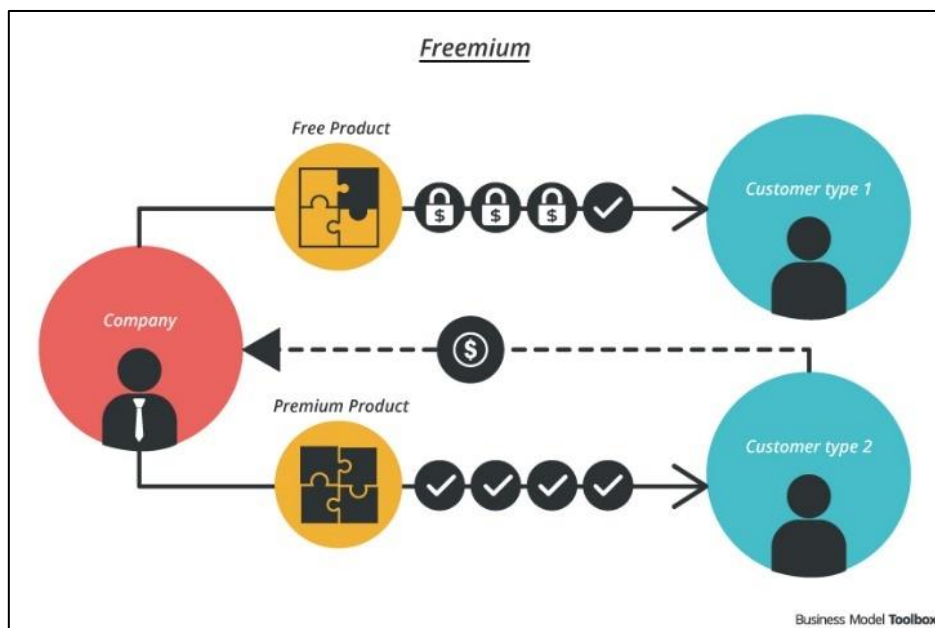 Freemium
Free Product
Customer type 1
$ $ $
Company
$
Premium Product
Customer type 2
Business Model Toolbox